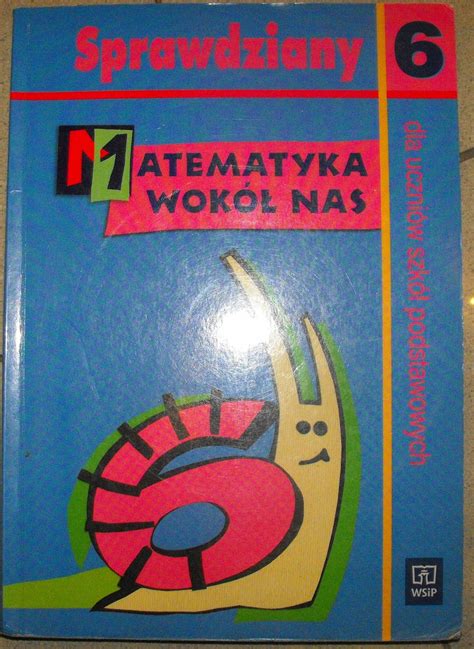 Sprawdziany 6
MATEMATYKA
WOKÓŁ NAS
dla uczniów szkół podstawowych
WSiP